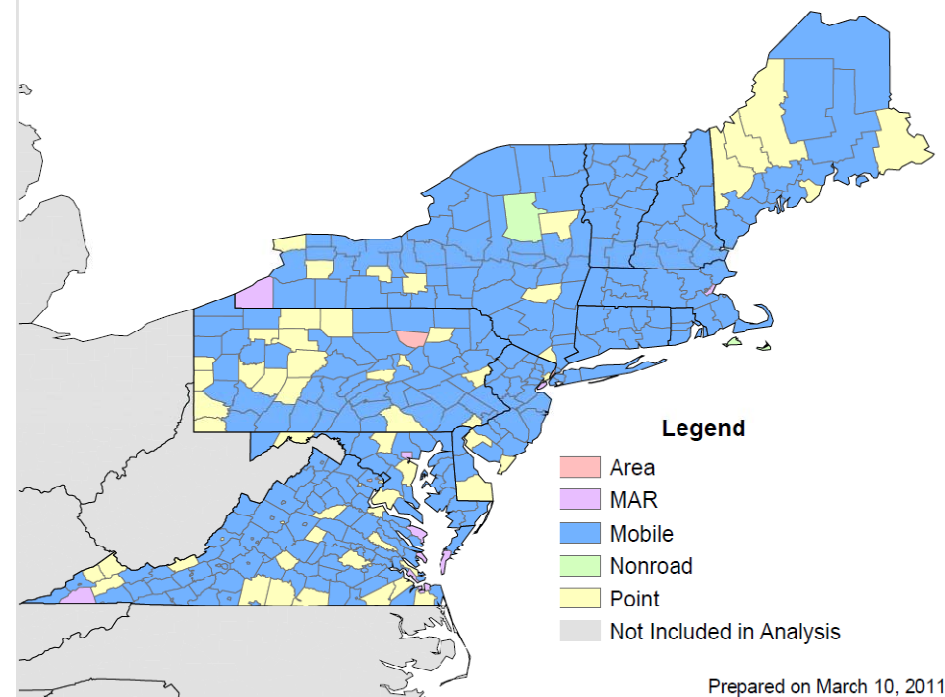 Legend
Area
MAR
Mobile
Nonroad
Point
Not Included in Analysis
Prepared on March 10, 2011